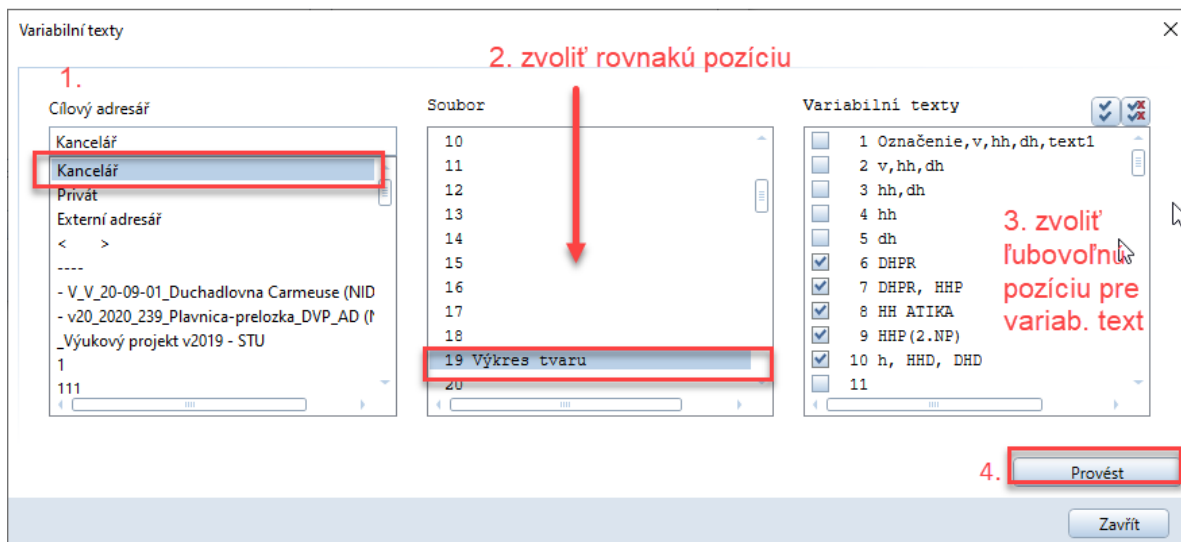 Variabilní texty
2. zvoliť rovnakú pozíciu
1.
Cílový adresář
Kancelář
Kancelář
Privát
Externí adresář
< >
----
- V_V_20-09-01_Duchadlovna Carmeuse (NID
- v20_2020_239_Plavnica-prelozka_DVP_AD (N
_Výukový projekt v2019 - STU
1
111
Soubor
10
11
12
13
14
15
16
17
18
19 Výkres tvaru
20
Variabilní texty
1 Označenie,v,hh,dh,text1
2 v,hh,dh
3 hh,dh
4 hh
5 dh
6 DHPR
7 DHPR, HHP
8 HH ATIKA
9 HHP(2.NP)
10 h, HHD, DHD
11
3. zvoliť
ľubovoľnú
pozíciu pre
variab. text
4.
Provést
Zavřít